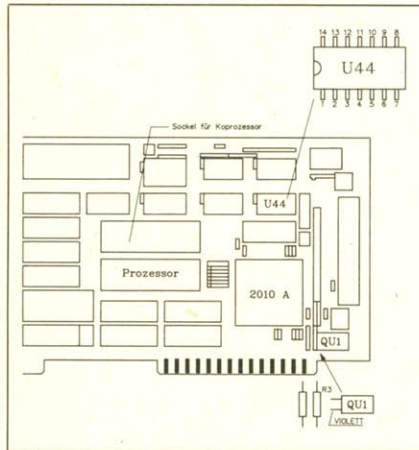 14 13 12 11 10 9 8
U44
1 2 3 4 5 6 7
Sockel für Koprozessor
U44
Prozessor
2010 A
QU1
R3
QU1
VIOLETT